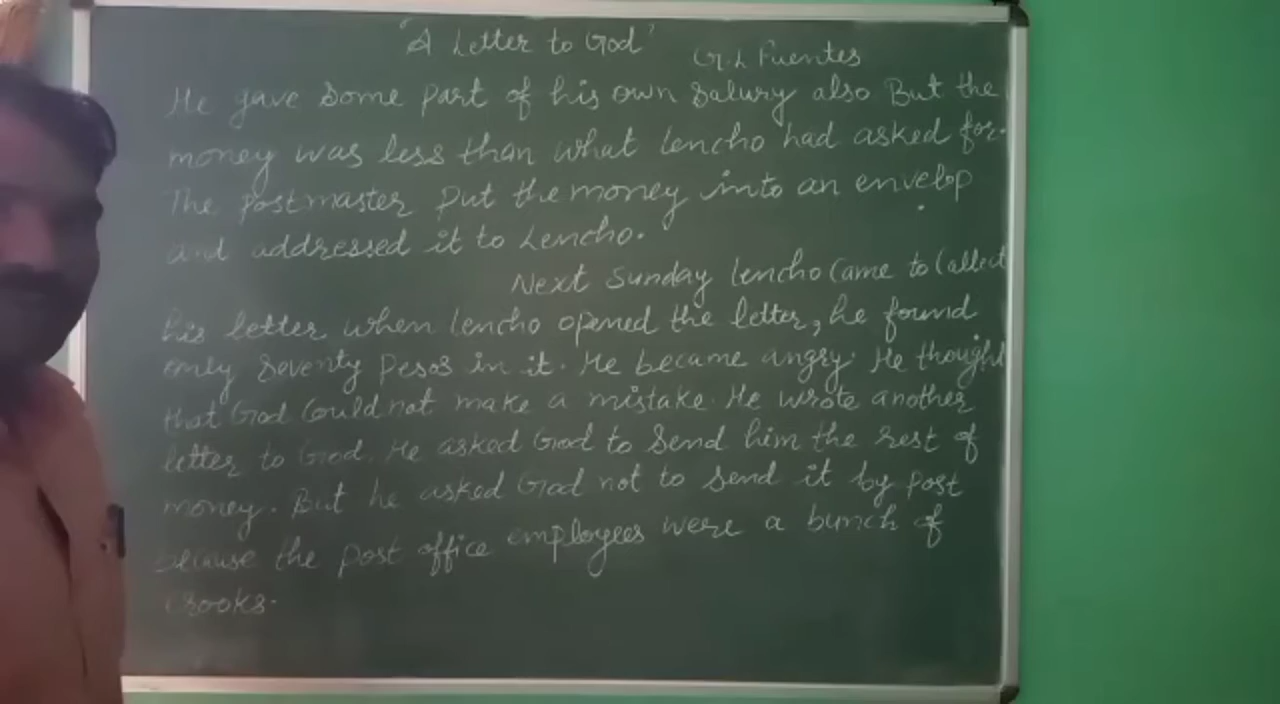 "A Letter to God"
G.L Fuentes
He gave some part of his own salury also But the
money was less than what lencho had asked for.
The Postmaster put the money into an envelop
and addressed it to Lencho.
Next Sunday lencho Came to Callect
his letter when lencho opened the letter, he found
only Seventy Pesos in it. He became angry. He thought
that God Could not make a mistake. He wrote another
letter to God. He asked God to Send him the rest of
money. But he asked God not to Send it by post
because the post office employees were a bunch of
Crooks.